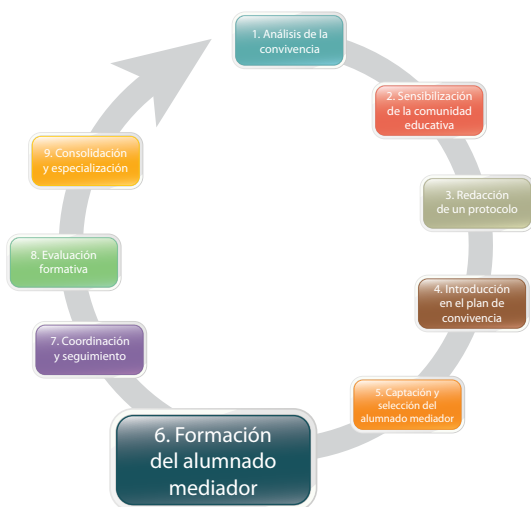 1. Análisis de la
convivencia
2. Sensibilización
de la comunidad
educativa
3. Redacción
de un protocolo
4. Introducción
en el plan de
convivencia
5. Captación y
selección del
alumnado mediador
6. Formación
del alumnado
mediador
7. Coordinación
y seguimiento
8. Evaluación
formativa
9. Consolidación
y especialización